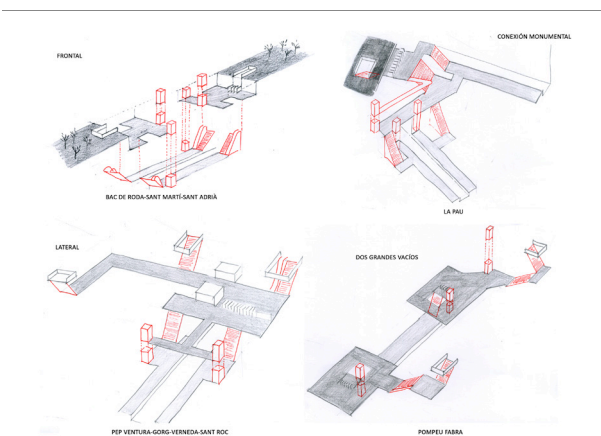 FRONTAL
CONEXIÓN MONUMENTAL
BAC DE RODA-SANT MARTÍ-SANT ADRIÀ
LA PAU
LATERAL
DOS GRANDES VACÍOS
PEP VENTURA-GORG-VERNEDA-SANT ROC
POMPEU FABRA